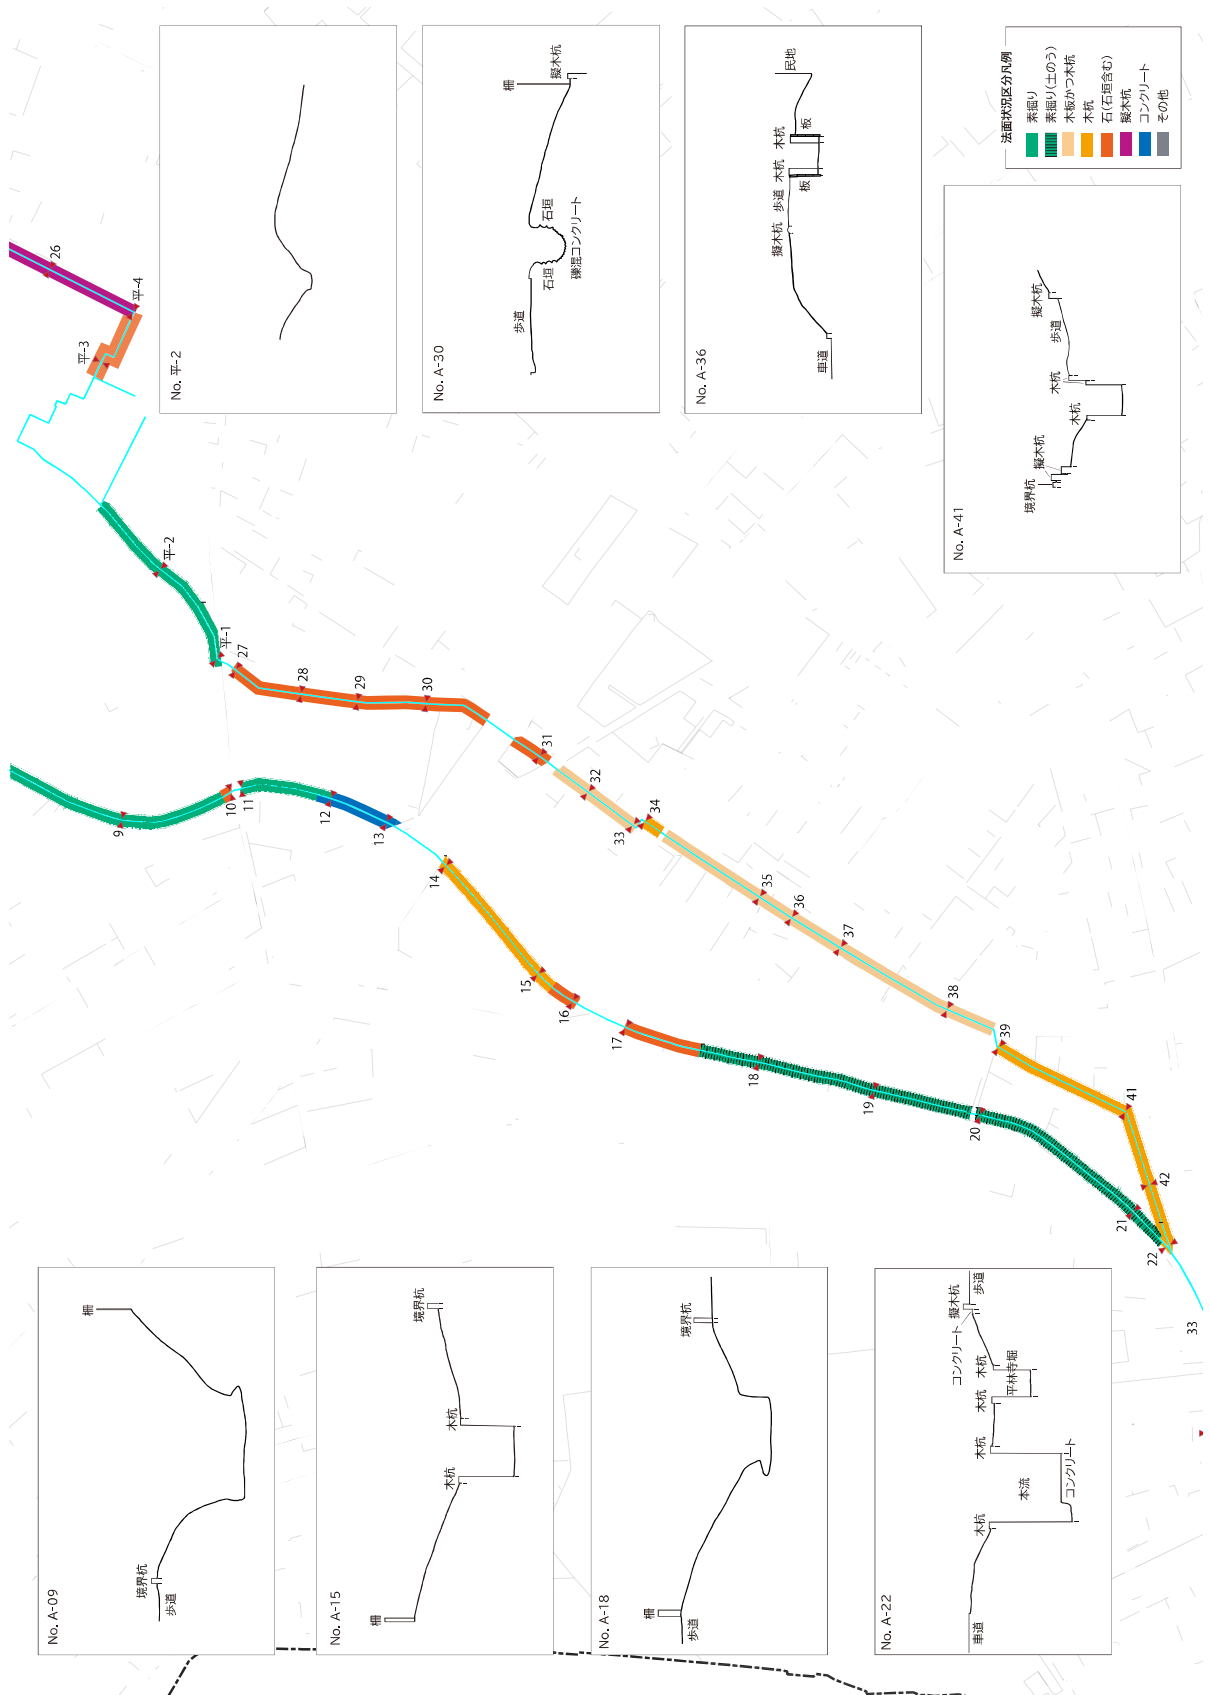 No. 平-2
No. A-30
歩道
石垣
石垣
礫混コンクリート
柵
擬木杭
No. A-36
車道
擬木杭
歩道
木杭
木杭
板
板
民地
法面状況区分凡例
素掘り
素掘り(土のう)
木板かつ木杭
木杭
石(石垣含む)
擬木杭
コンクリート
その他
No. A-41
境界杭
擬木杭
木杭
木杭
歩道
擬木杭
26
平-4
平-3
平-2
平-1
27
28
29
30
31
32
33
34
35
36
37
38
39
41
42
9
10
11
12
13
14
15
16
17
18
19
20
21
22
33
No. A-09
歩道
境界杭
柵
No. A-15
柵
木杭
木杭
境界杭
No. A-18
歩道
柵
境界杭
No. A-22
車道
木杭
本流
コンクリート
木杭
木杭
平林寺堀
木杭
コンクリート
擬木杭
歩道